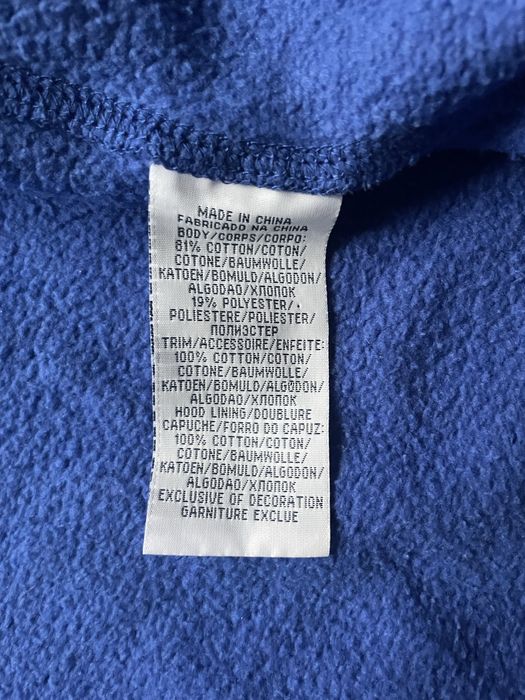 MADE IN CHINA
FABRICADO NA CHINA
BODY/CORPS/CORPO:
81% COTTON/COTON/
COTONE/BAUMWOLLE/
KATOEN/BOMULD/ALGODON/
ALGODAO/ХЛОПОК
19% POLYESTER/
POLIESTERE/POLIESTER/
ПОЛИЭСТЕР
TRIM/ACCESSOIRE/ENFEITE:
100% COTTON/COTON/
COTONE/BAUMWOLLE/
KATOEN/BOMULD/ALGODON/
ALGODAO/ХЛОПОК
HOOD LINING/DOUBLURE
CAPUCHE/FORRO DO CAPUZ:
100% COTTON/COTON/
COTONE/BAUMWOLLE/
KATOEN/BOMULD/ALGODON/
ALGODAO/ХЛОПОК
EXCLUSIVE OF DECORATION
GARNITURE EXCLUE